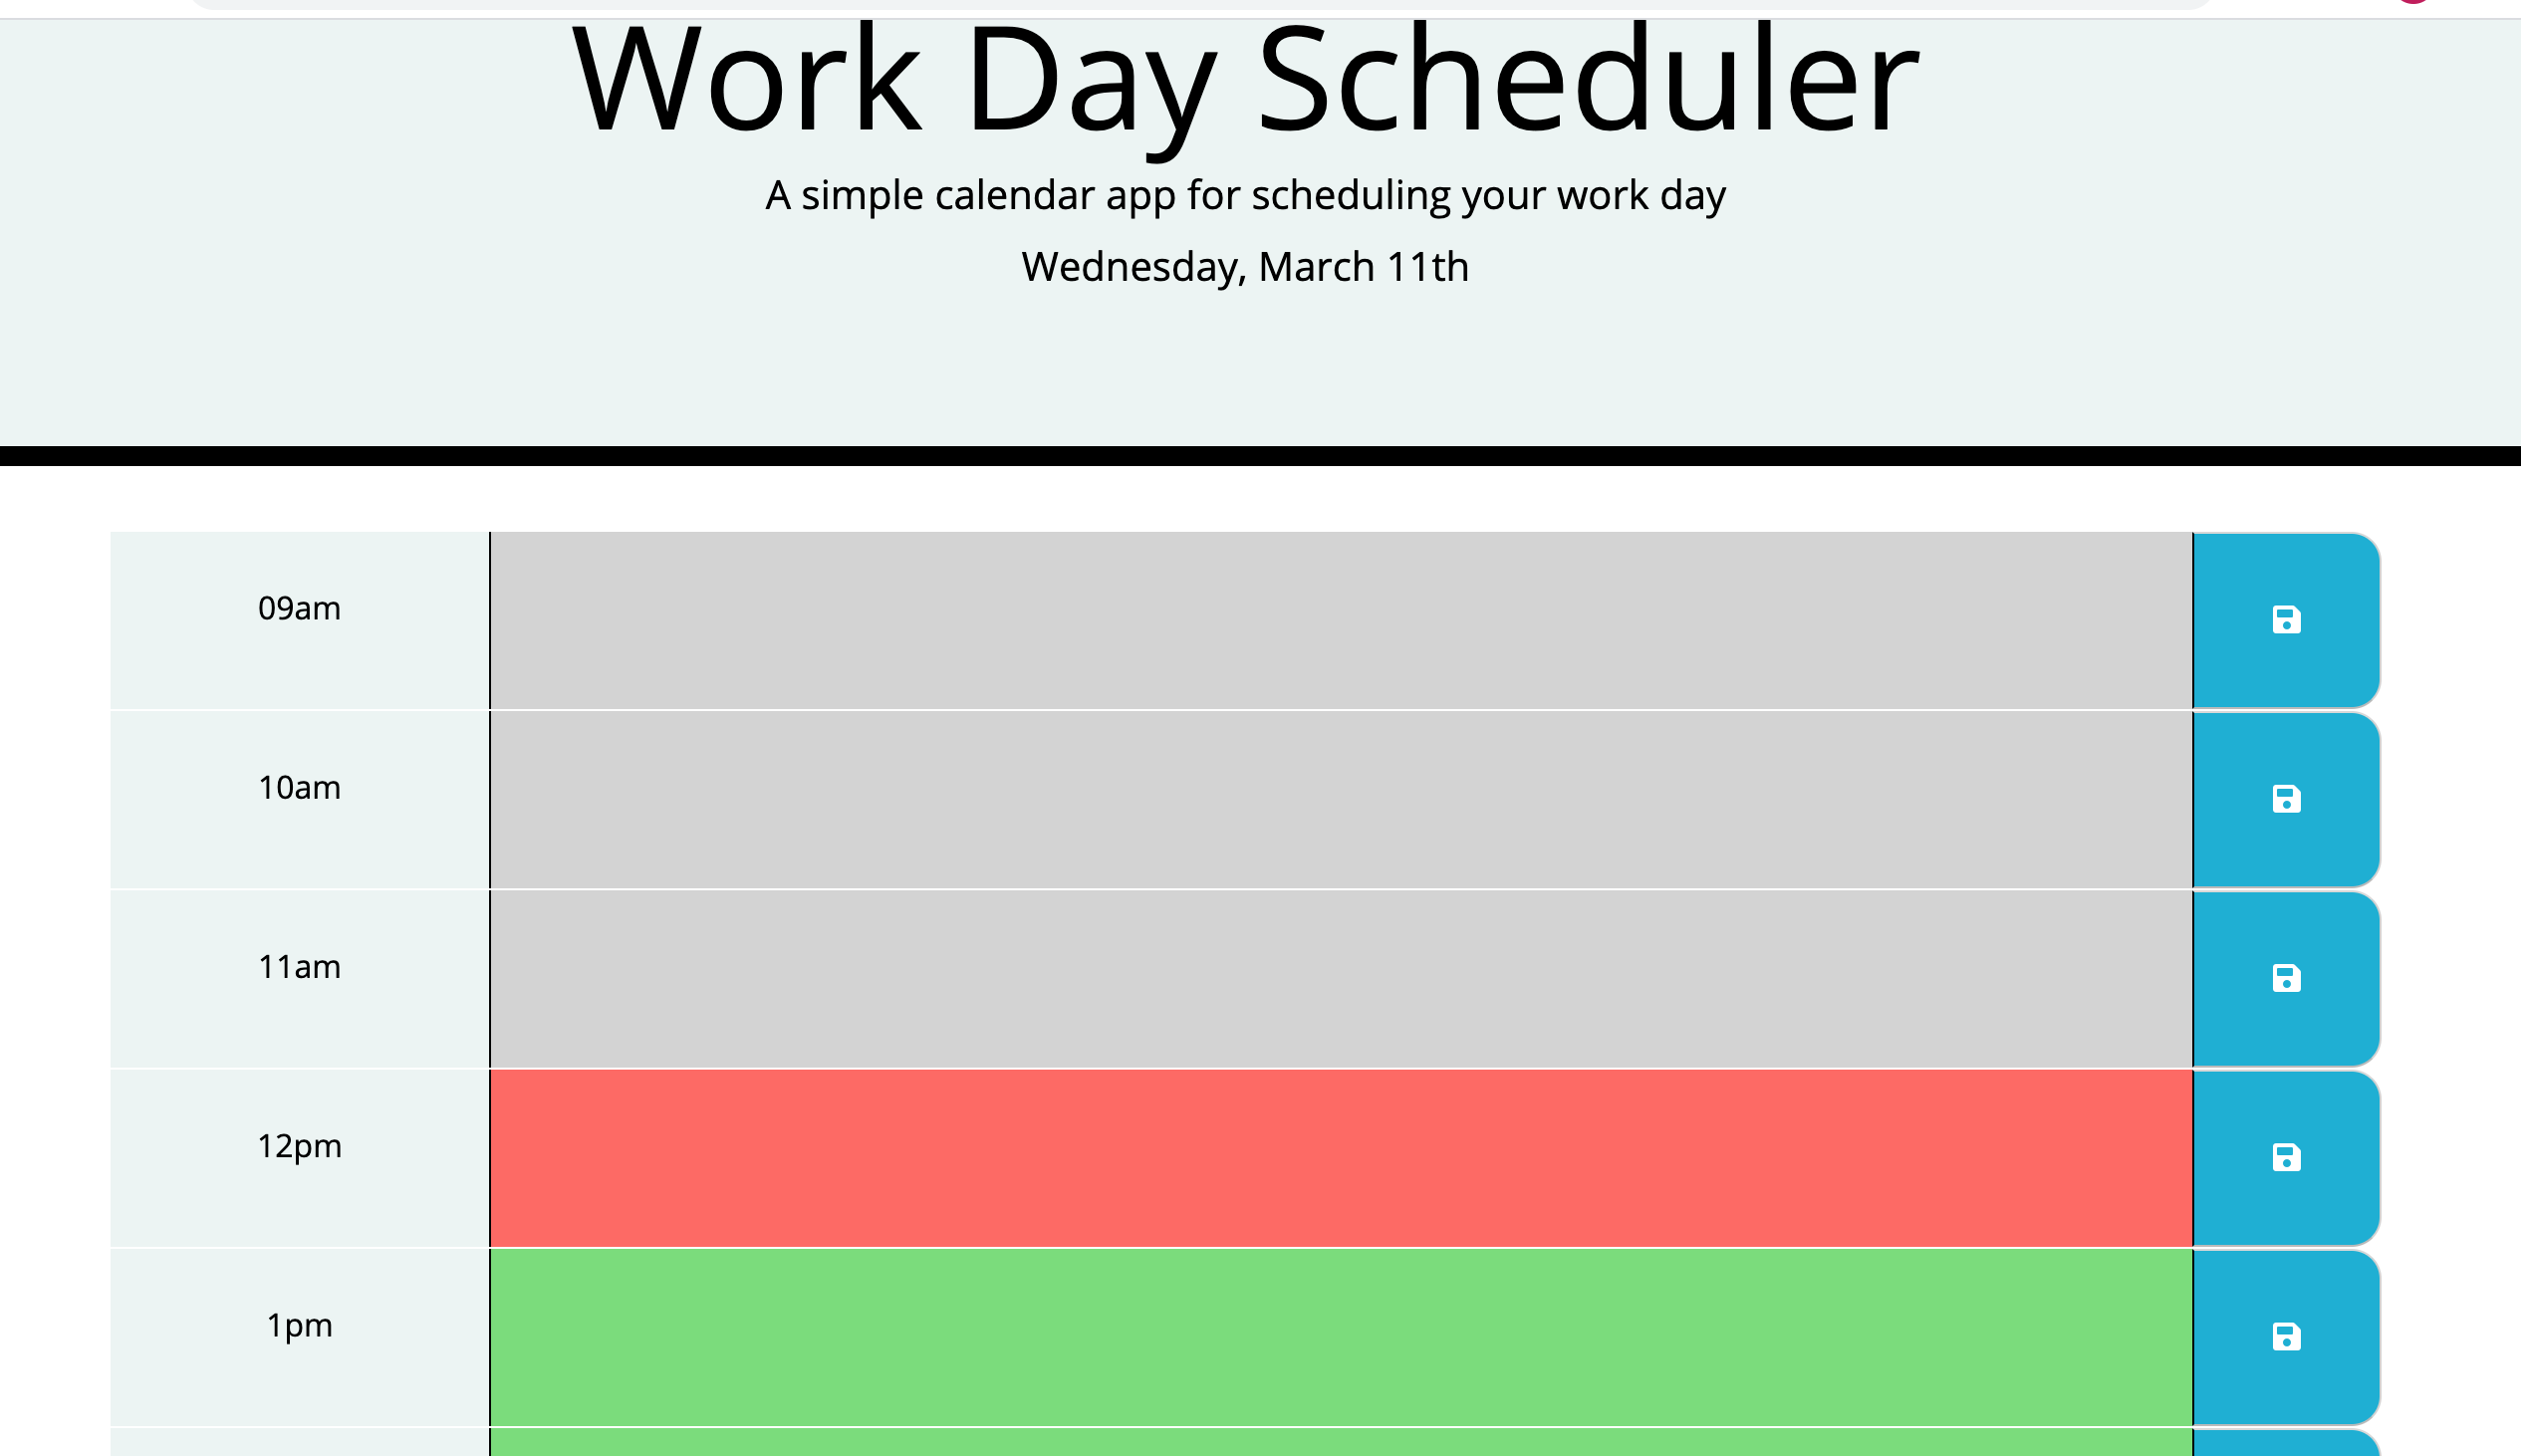 Work Day Scheduler
A simple calendar app for scheduling your work day
Wednesday, March 11th
09am
10am
11am
12pm
1pm